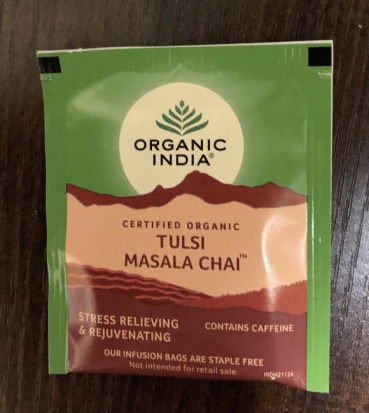 ORGANIC
INDIA®
CERTIFIED ORGANIC
TULSI
MASALA CHAI™
STRESS RELIEVING
& REJUVENATING
CONTAINS CAFFEINE
OUR INFUSION BAGS ARE STAPLE FREE
Not intended for retail sale